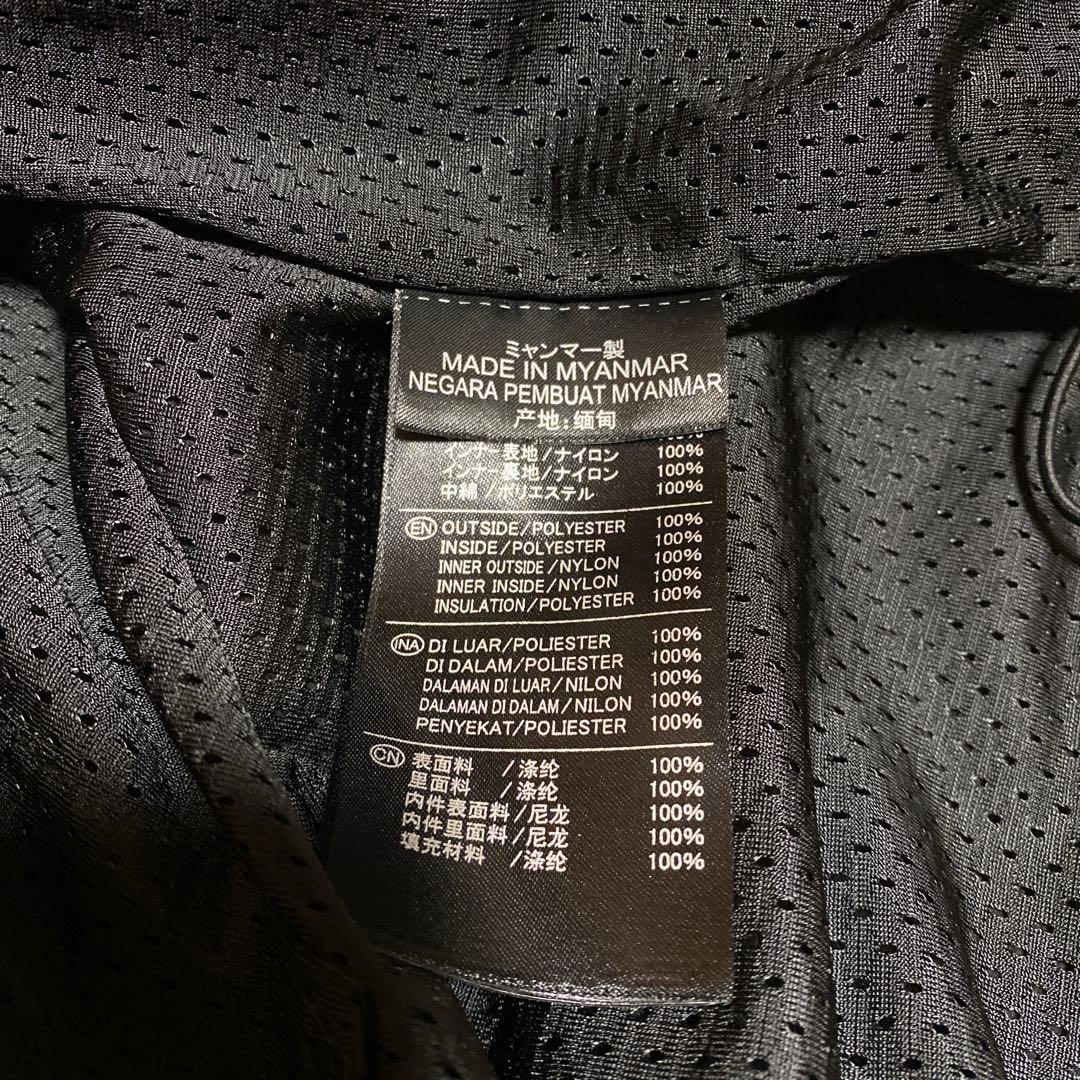 ミャンマー製
MADE IN MYANMAR
NEGARA PEMBUAT MYANMAR
产地:缅甸
100%
インナー表地/ナイロン 100%
インナー裏地/ナイロン 100%
中綿/ポリエステル 100%
EN OUTSIDE/POLYESTER 100%
INSIDE/POLYESTER 100%
INNER OUTSIDE/NYLON 100%
INNER INSIDE/NYLON 100%
INSULATION/POLYESTER 100%
INA DI LUAR/POLIESTER 100%
DI DALAM/POLIESTER 100%
DALAMAN DI LUAR/NILON 100%
DALAMAN DI DALAM/NILON 100%
PENYEKAT/POLIESTER 100%
CN 表面料 /涤纶 100%
里面料 /涤纶 100%
内件表面料/尼龙 100%
内件里面料/尼龙 100%
填充材料 /涤纶 100%